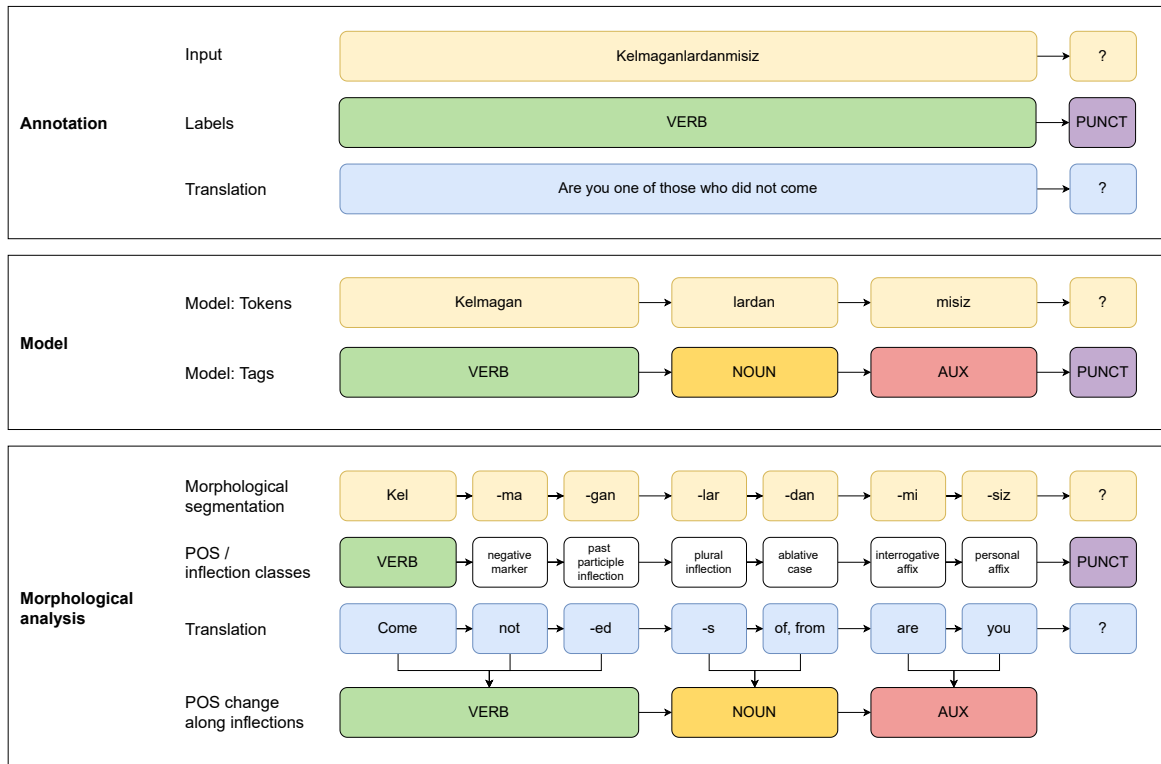 Input
Kelmaganlardanmisiz
?
Annotation
Labels
VERB
PUNCT
Translation
Are you one of those who did not come
?
Model: Tokens
Kelmagan
lardan
misiz
?
Model
Model: Tags
VERB
NOUN
AUX
PUNCT
Morphological
segmentation
Kel
-ma
-gan
-lar
-dan
-mi
-siz
?
POS /
inflection classes
VERB
negative
marker
past
participle
inflection
plural
inflection
ablative
case
interrogative
affix
personal
affix
PUNCT
Morphological
analysis
Translation
Come
not
-ed
-s
of, from
are
you
?
POS change
along inflections
VERB
NOUN
AUX